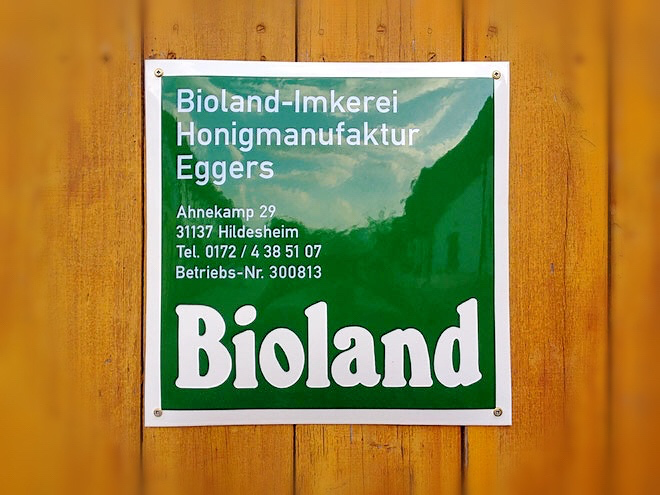 Bioland-Imkerei
Honigmanufaktur
Eggers
Ahnekamp 29
31137 Hildesheim
Tel. 0172 / 4 38 51 07
Betriebs-Nr. 300813
Bioland